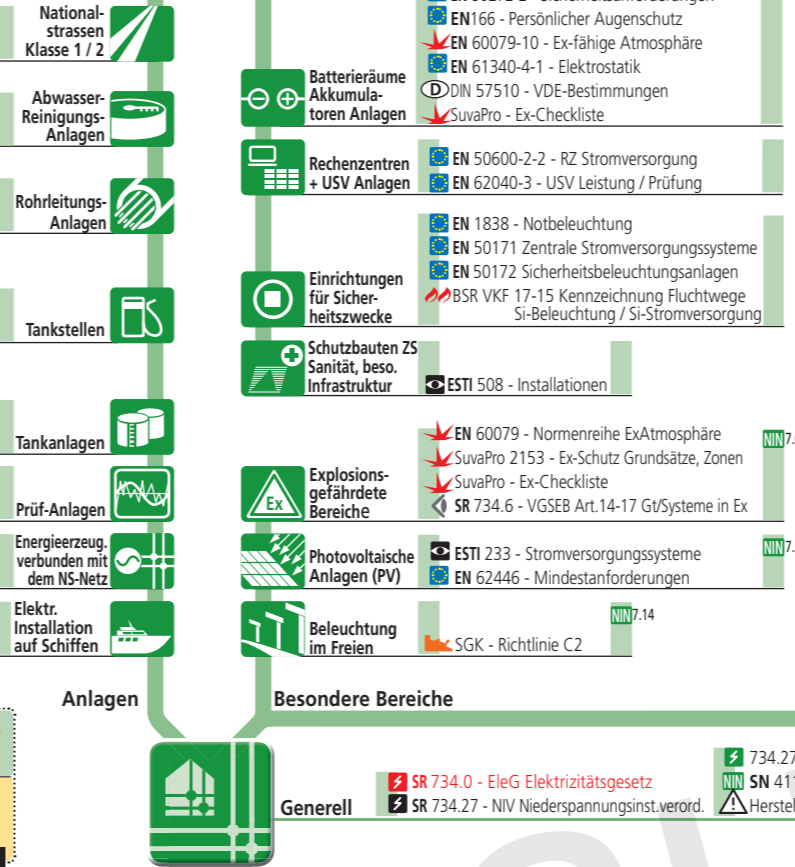 National-
strassen
Klasse 1 / 2
Abwasser-
Reinigungs-
Anlagen
Rohrleitungs-
Anlagen
Tankstellen
Tankanlagen
Prüf-Anlagen
Energieerzeug.
verbunden mit
dem NS-Netz
Elektr.
Installation
auf Schiffen
Anlagen
EN166 - Persönlicher Augenschutz
EN 60079-10 - Ex-fähige Atmosphäre
EN 61340-4-1 - Elektrostatik
D DIN 57510 - VDE-Bestimmungen
SuvaPro - Ex-Checkliste
Batterieräume
Akkumula-
toren Anlagen
Rechenzentren
+ USV Anlagen
EN 50600-2-2 - RZ Stromversorgung
EN 62040-3 - USV Leistung / Prüfung
Einrichtungen
für Sicher-
heitszwecke
EN 1838 - Notbeleuchtung
EN 50171 Zentrale Stromversorgungssysteme
EN 50172 Sicherheitsbeleuchtungsanlagen
BSR VKF 17-15 Kennzeichnung Fluchtwege
Si-Beleuchtung / Si-Stromversorgung
Schutzbauten ZS
Sanität, beso.
Infrastruktur
ESTI 508 - Installationen
Ex
Explosions-
gefährdete
Bereiche
EN 60079 - Normenreihe ExAtmosphäre
SuvaPro 2153 - Ex-Schutz Grundsätze, Zonen
SuvaPro - Ex-Checkliste
SR 734.6 - VGSEB Art.14-17 Gt/Systeme in Ex
NIN 7.
Photovoltaische
Anlagen (PV)
ESTI 233 - Stromversorgungssysteme
EN 62446 - Mindestanforderungen
NIN 7.
Beleuchtung
im Freien
SGK - Richtlinie C2
NIN 7.14
Besondere Bereiche
Generell
SR 734.0 - EleG Elektrizitätsgesetz
SR 734.27 - NIV Niederspannungsinst.verord.
734.27
NIN SN 41
Herstel